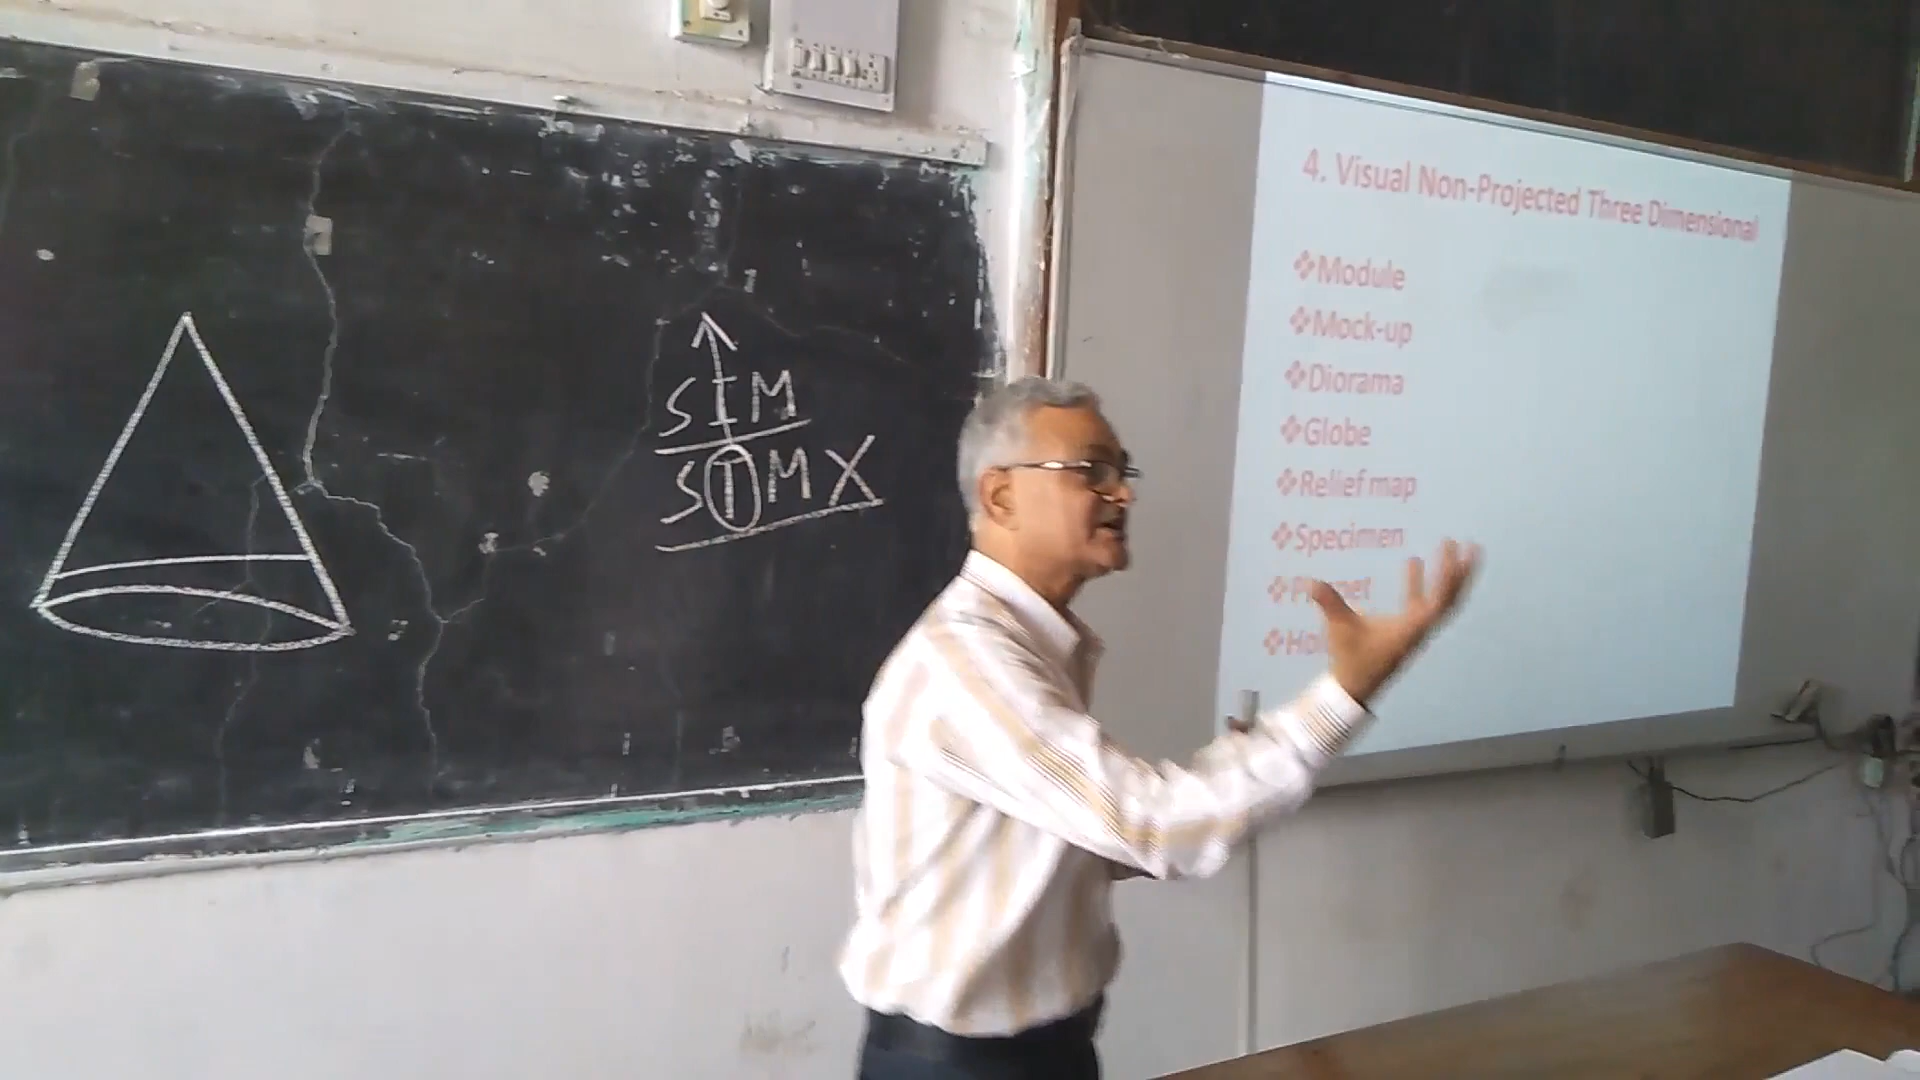 SIM
STMX
4. Visual Non-Projected Three Dimensional
❖Module
❖Mock-up
❖Diorama
❖Globe
❖Relief map
❖Specimen